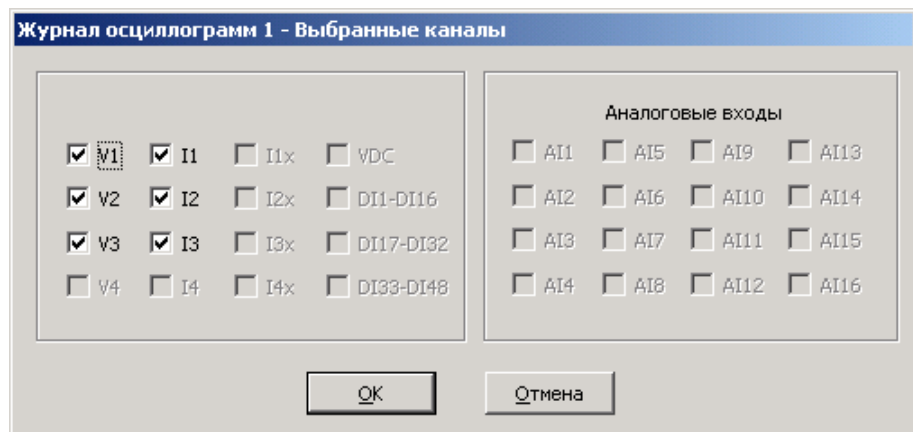 Журнал осциллограмм 1 - Выбранные каналы
Аналоговые входы
V1 I1 I1x VDC AI1 AI5 AI9 AI13
V2 I2 I2x DI1-DI16 AI2 AI6 AI10 AI14
V3 I3 I3x DI17-DI32 AI3 AI7 AI11 AI15
V4 I4 I4x DI33-DI48 AI4 AI8 AI12 AI16
OK Отмена